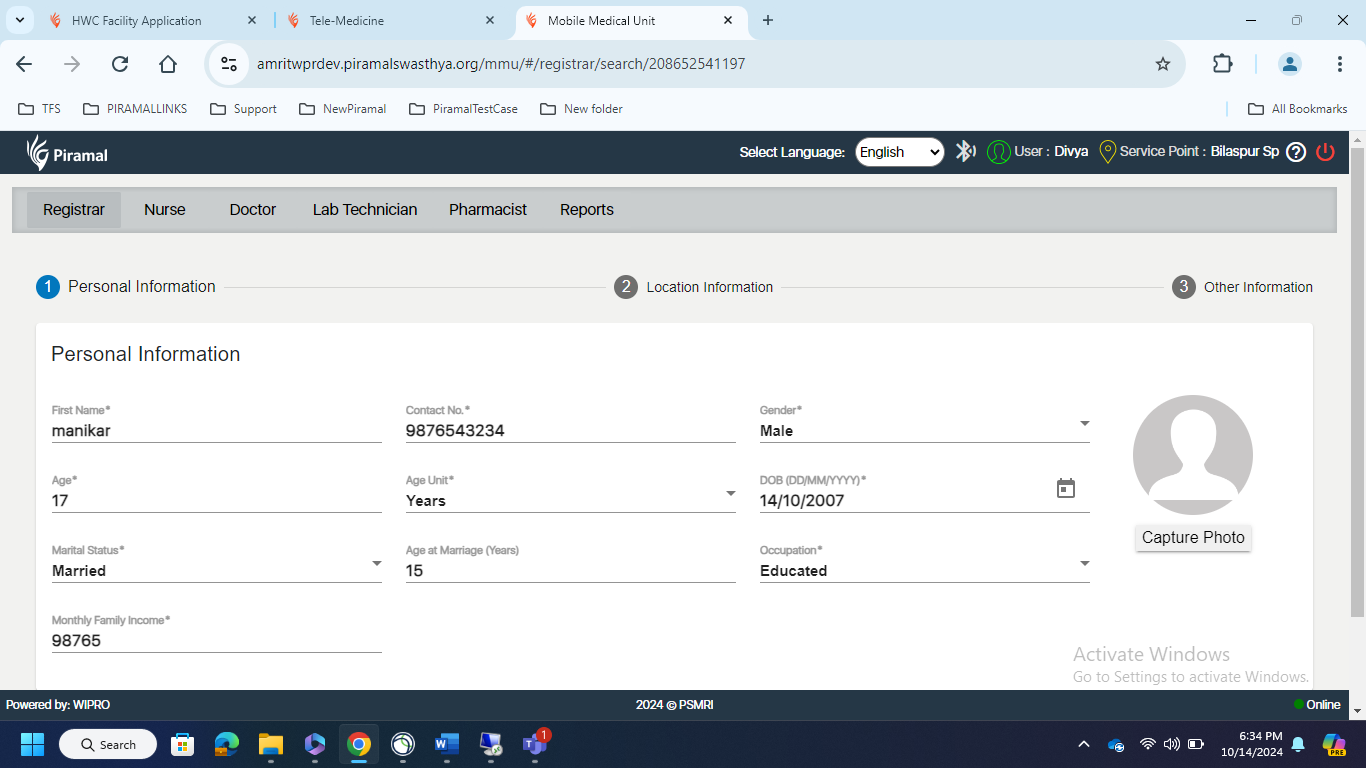 HWC Facility Application
Tele-Medicine
Mobile Medical Unit
amritwprdev.piramalswasthya.org/mmu/#/registrar/search/208652541197
TFS PIRAMALLINKS Support NewPiramal PiramalTestCase New folder All Bookmarks
Piramal
Select Language: English User : Divya Service Point : Bilaspur Sp
Registrar Nurse Doctor Lab Technician Pharmacist Reports
1 Personal Information 2 Location Information 3 Other Information
Personal Information
First Name* Contact No.* Gender*
manikar 9876543234 Male
Age* Age Unit* DOB (DD/MM/YYYY)*
17 Years 14/10/2007
Capture Photo
Marital Status* Age at Marriage (Years) Occupation*
Married 15 Educated
Monthly Family Income*
98765
Activate Windows
Go to Settings to activate Windows.
Powered by: WIPRO 2024 © PSMRI Online
Search 1 6:34 PM
10/14/2024
PRE